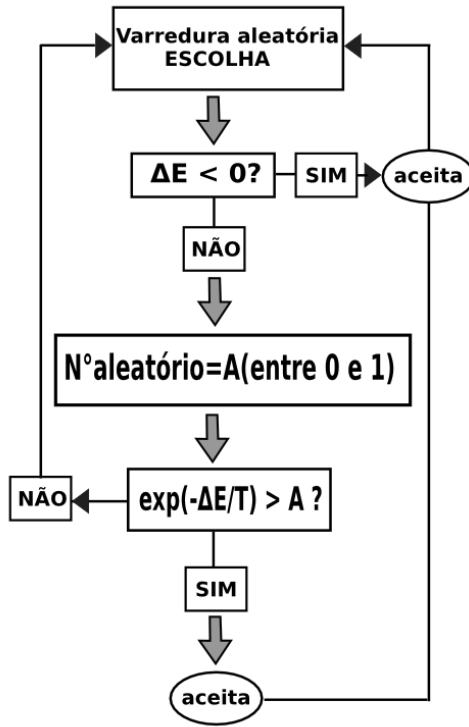 Varredura aleatória
ESCOLHA
ΔE < 0?
SIM
aceita
NÃO
N°aleatório=A(entre 0 e 1)
exp(-ΔE/T) > A ?
NÃO
SIM
aceita